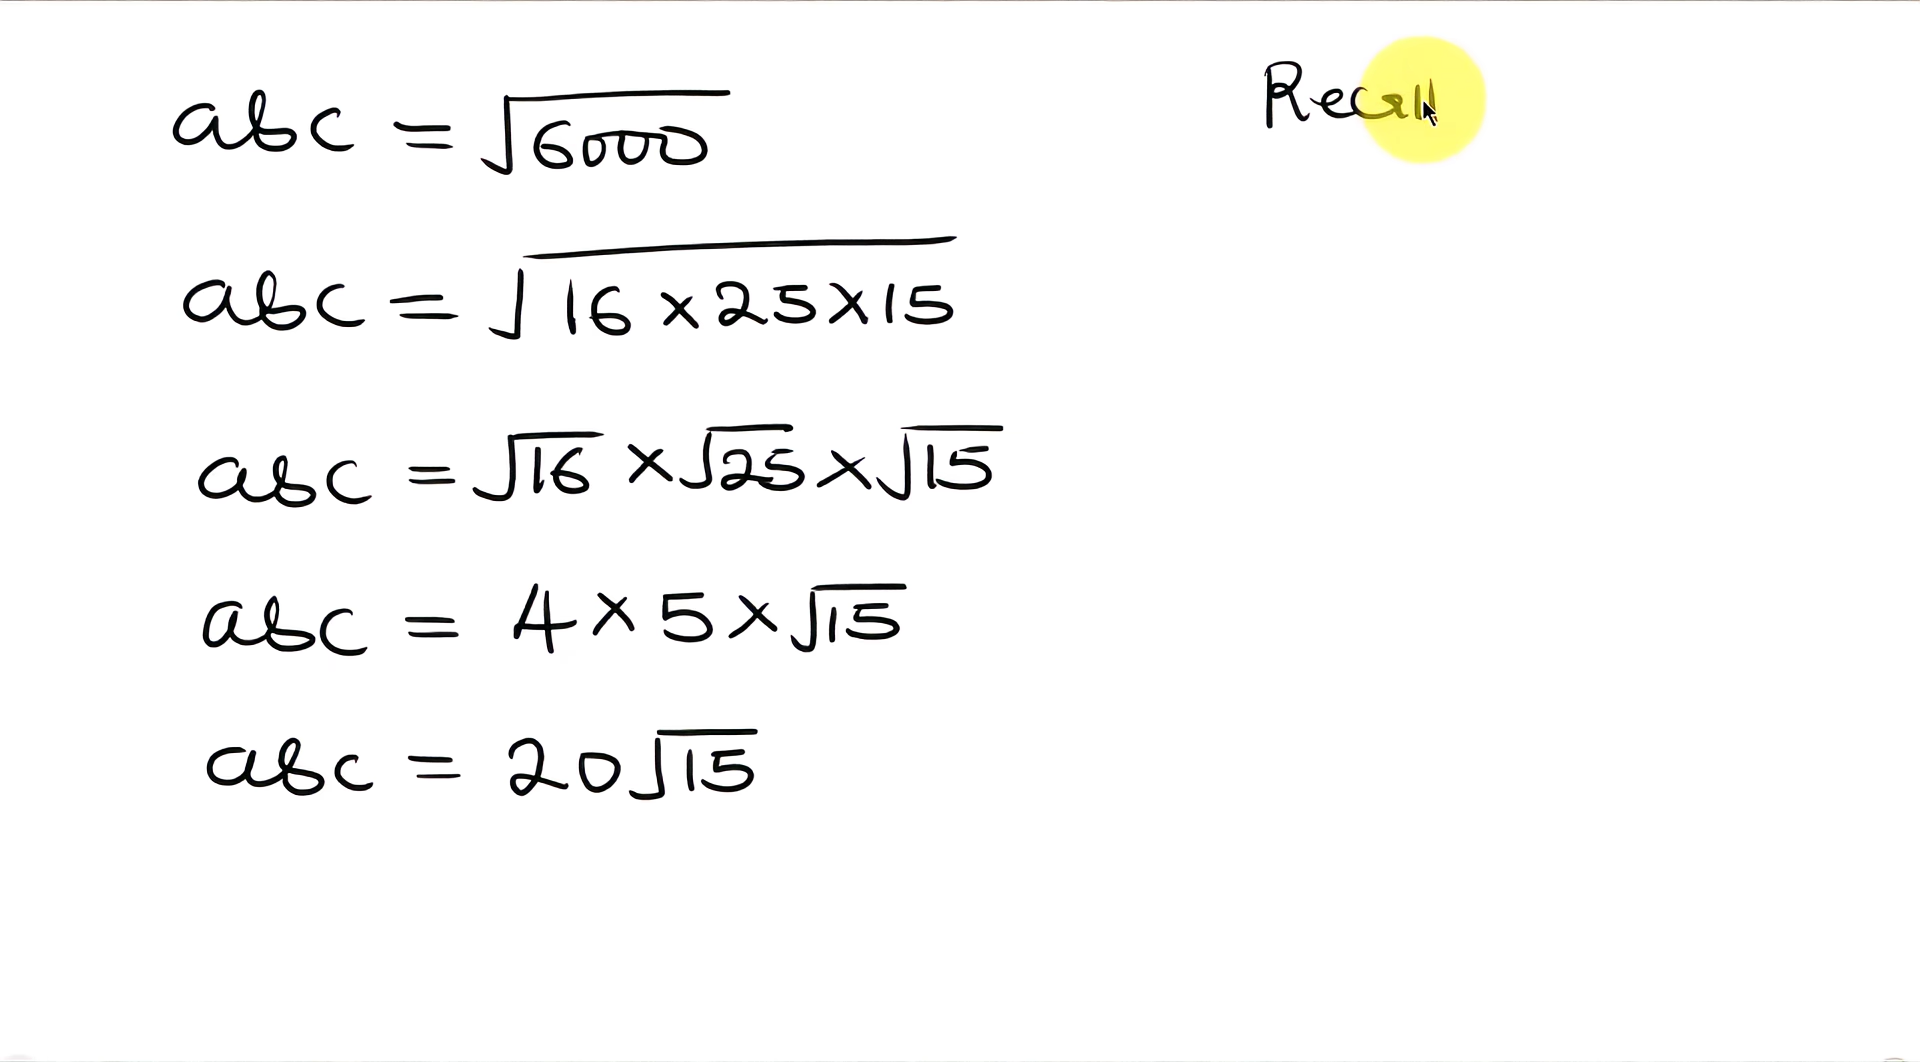 abc = √6000
Recall
abc = √16 × 25 × 15
abc = √16 × √25 × √15
abc = 4 × 5 × √15
abc = 20√15